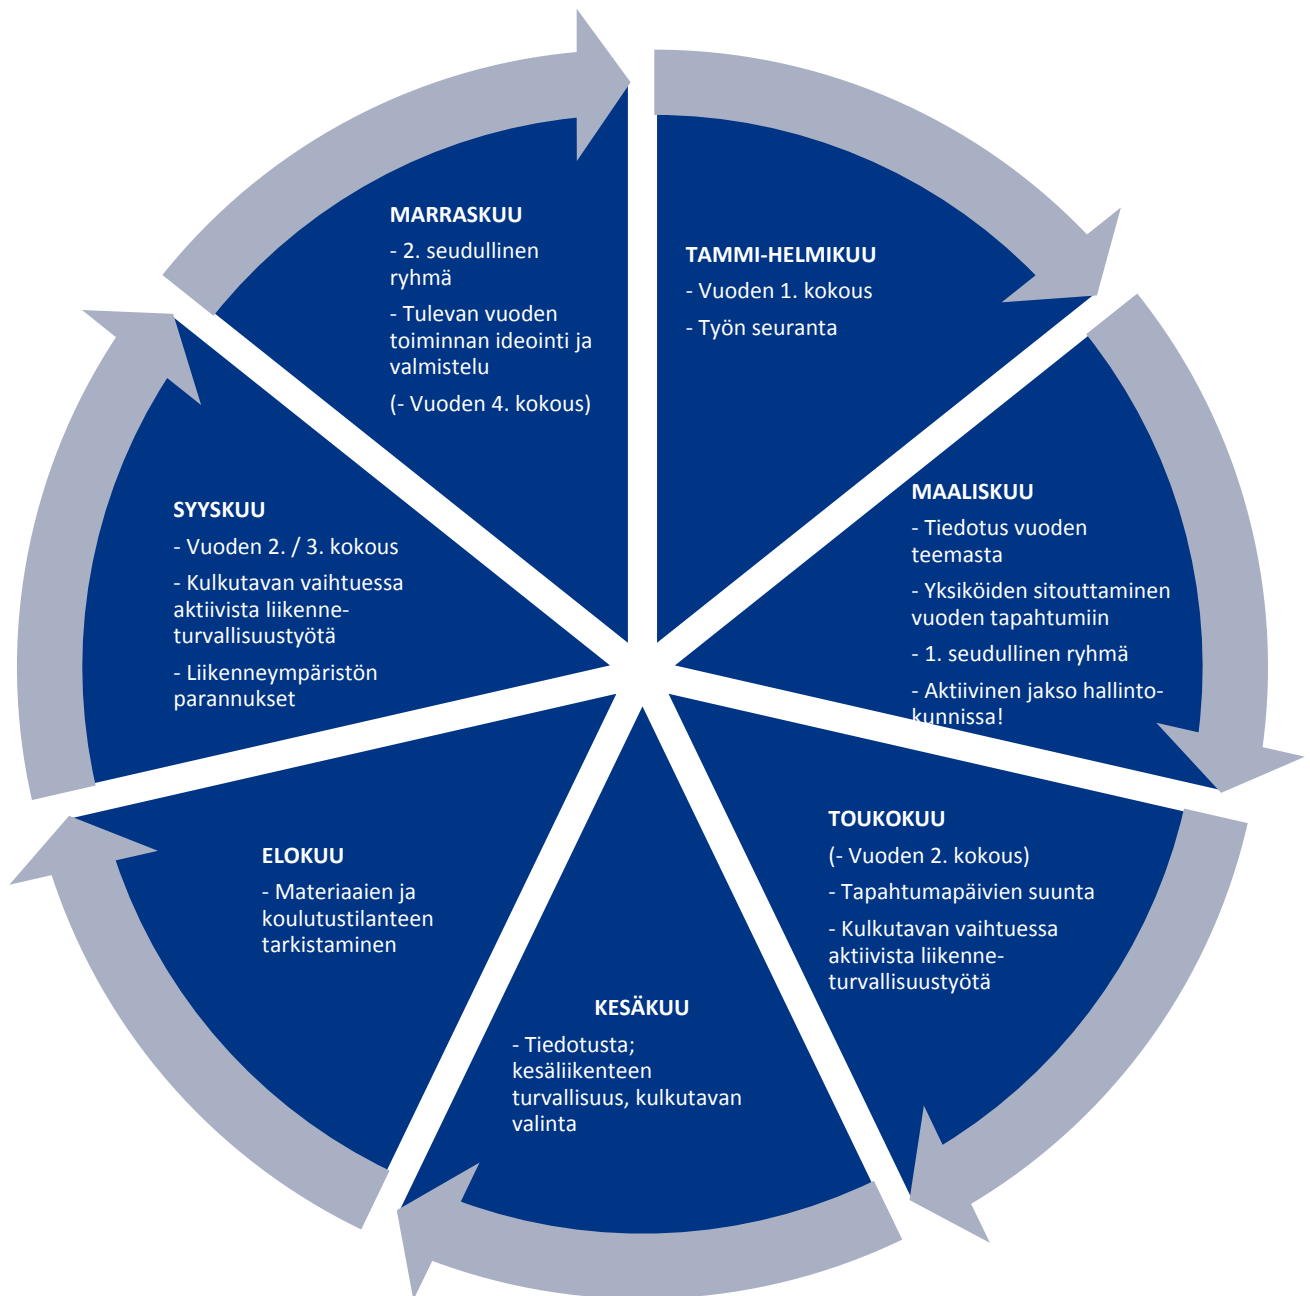 TAMMI-HELMIKUU
- Vuoden 1. kokous
- Työn seuranta
MAALISKUU
- Tiedotus vuoden
teemasta
- Yksiköiden sitouttaminen
vuoden tapahtumiin
- 1. seudullinen ryhmä
- Aktiivinen jakso hallinto-
kunnissa!
TOUKOKUU
(- Vuoden 2. kokous)
- Tapahtumapäivien suunta
- Kulkutavan vaihtuessa
aktiivista liikenne-
turvallisuustyötä
KESÄKUU
- Tiedotusta;
kesäliikenteen
turvallisuus, kulkutavan
valinta
ELOKUU
- Materiaaien ja
koulutustilanteen
tarkistaminen
SYYSKUU
- Vuoden 2. / 3. kokous
- Kulkutavan vaihtuessa
aktiivista liikenne-
turvallisuustyötä
- Liikenneympäristön
parannukset
MARRASKUU
- 2. seudullinen
ryhmä
- Tulevan vuoden
toiminnan ideointi ja
valmistelu
(- Vuoden 4. kokous)